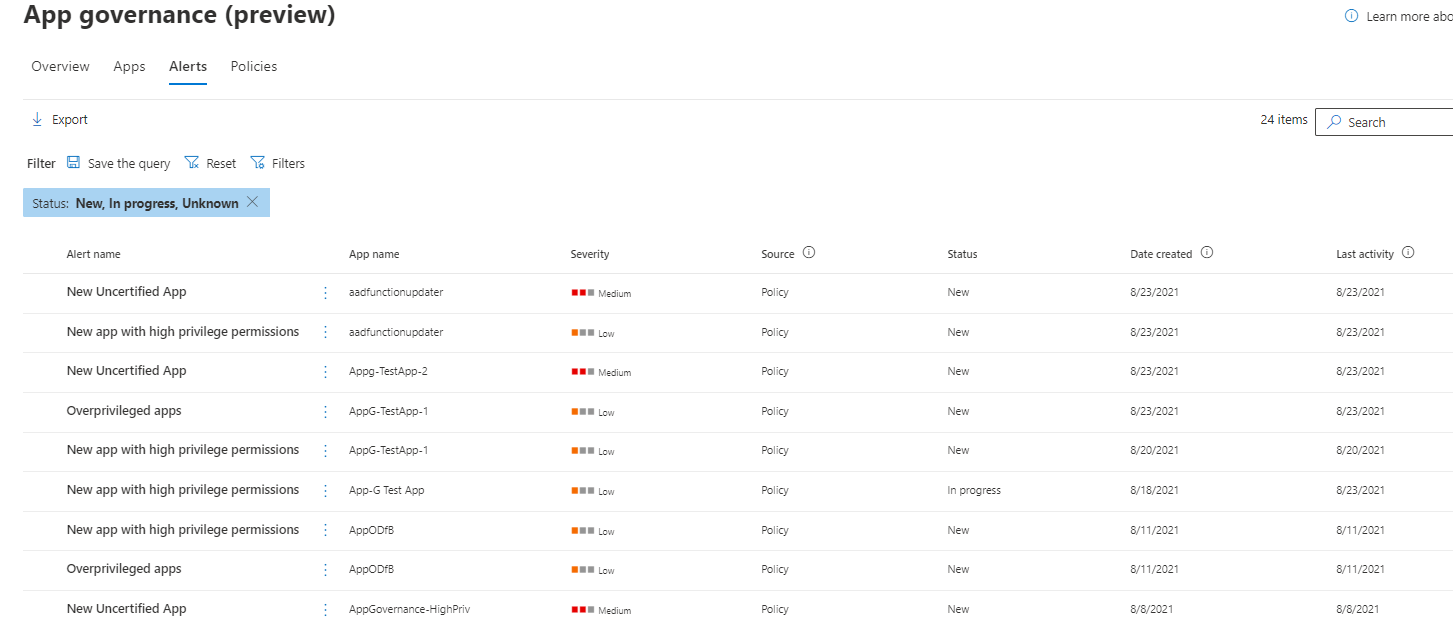 App governance (preview)
Learn more abo
Overview Apps Alerts Policies
Export 24 items Search
Filter Save the query Reset Filters
Status: New, In progress, Unknown
Alert name App name Severity Source Status Date created Last activity
New Uncertified App aadfunctionupdater Medium Policy New 8/23/2021 8/23/2021
New app with high privilege permissions aadfunctionupdater Low Policy New 8/23/2021 8/23/2021
New Uncertified App Appg-TestApp-2 Medium Policy New 8/23/2021 8/23/2021
Overprivileged apps AppG-TestApp-1 Low Policy New 8/23/2021 8/23/2021
New app with high privilege permissions AppG-TestApp-1 Low Policy New 8/20/2021 8/20/2021
New app with high privilege permissions App-G Test App Low Policy In progress 8/18/2021 8/23/2021
New app with high privilege permissions AppODfB Low Policy New 8/11/2021 8/11/2021
Overprivileged apps AppODfB Low Policy New 8/11/2021 8/11/2021
New Uncertified App AppGovernance-HighPriv Medium Policy New 8/8/2021 8/8/2021